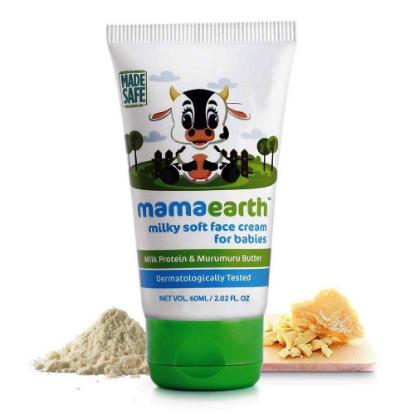 MADE
SAFE
mamaearth™
milky soft face cream
for babies
Milk Protein & Murumuru Butter
Dermatologically Tested
NET VOL. 60ML / 2.02 FL. OZ